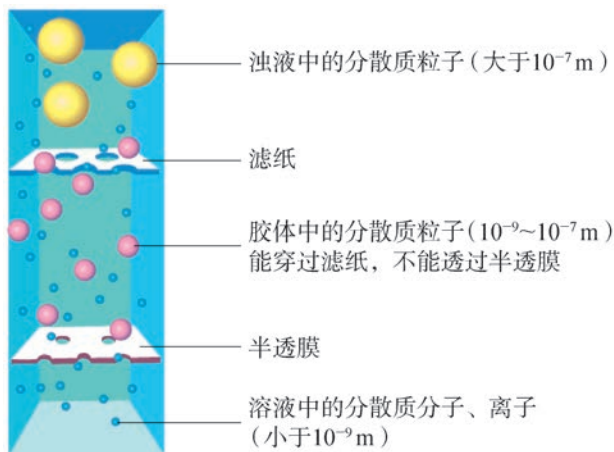 浊液中的分散质粒子（大于10⁻⁷m）
滤纸
胶体中的分散质粒子(10⁻⁹~10⁻⁷m)
能穿过滤纸，不能透过半透膜
半透膜
溶液中的分散质分子、离子
（小于10⁻⁹m）